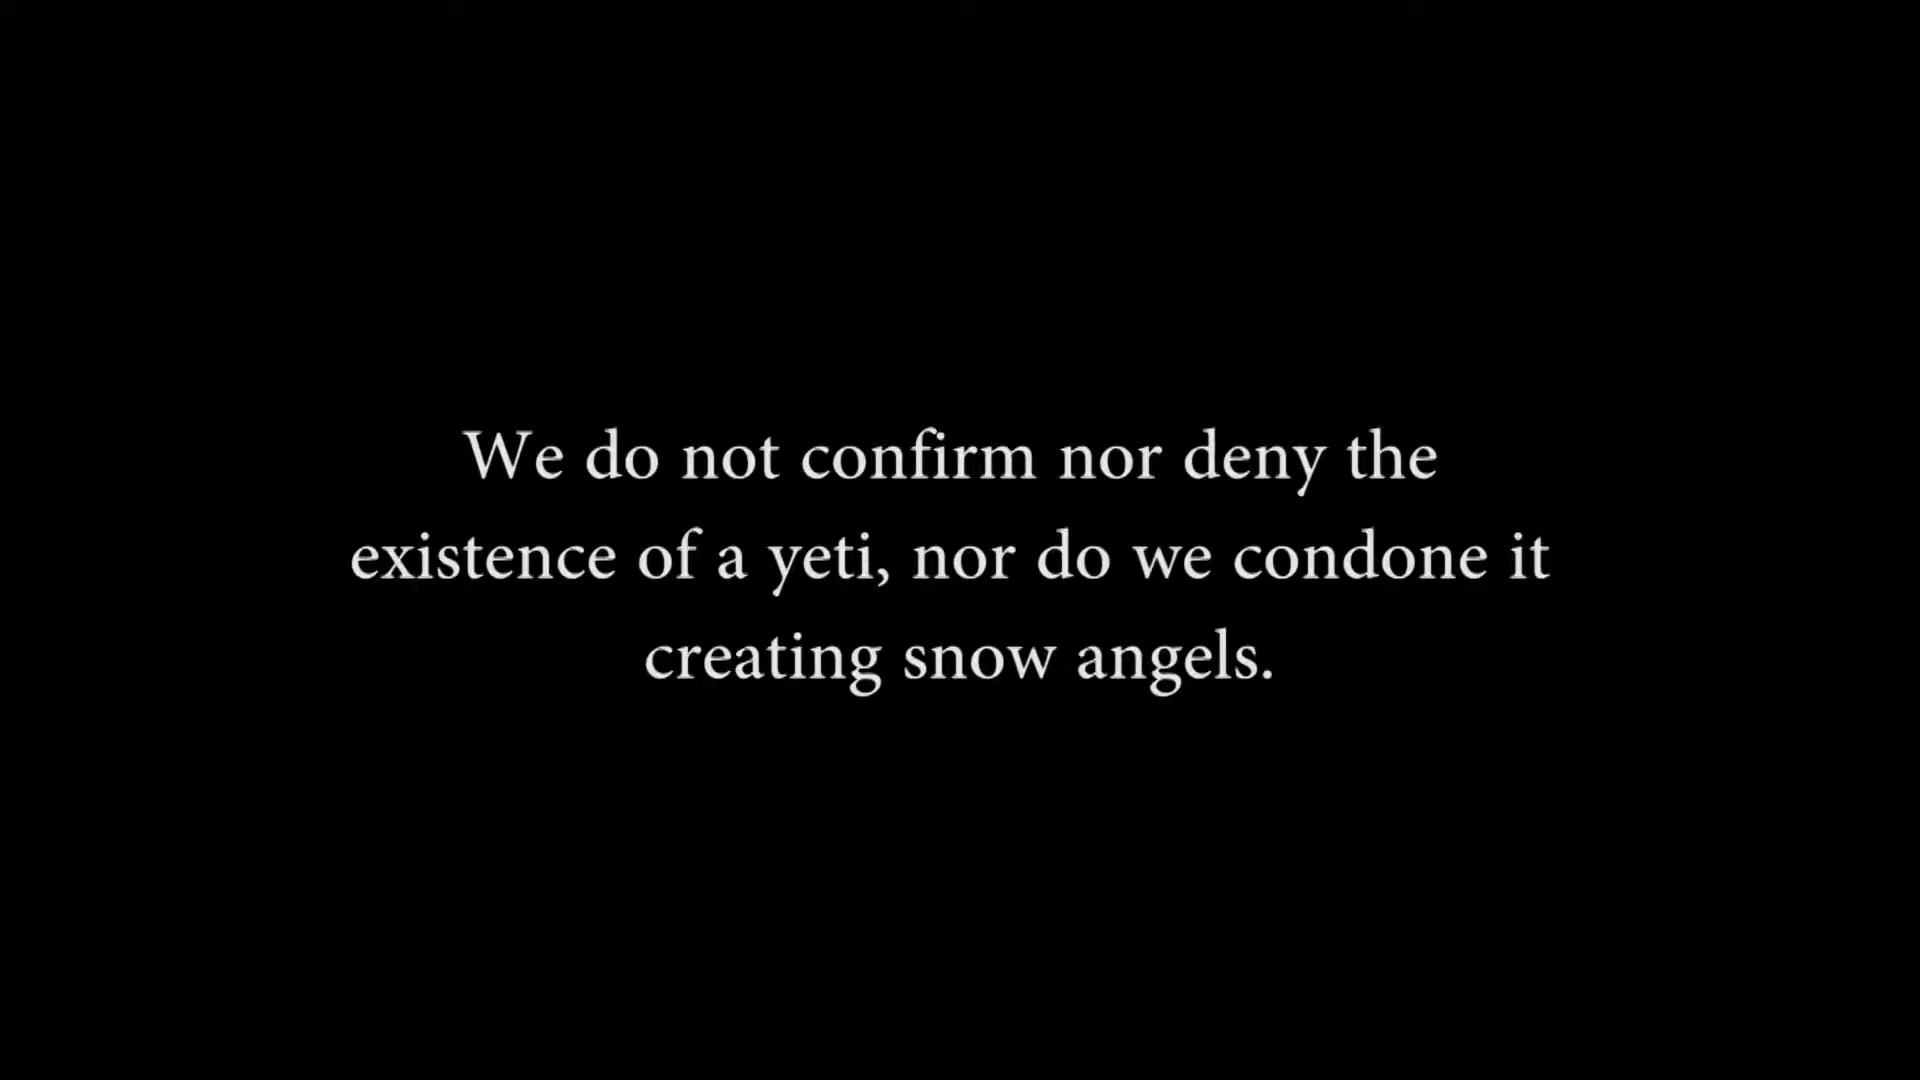 We do not confirm nor deny the
existence of a yeti, nor do we condone it
creating snow angels.